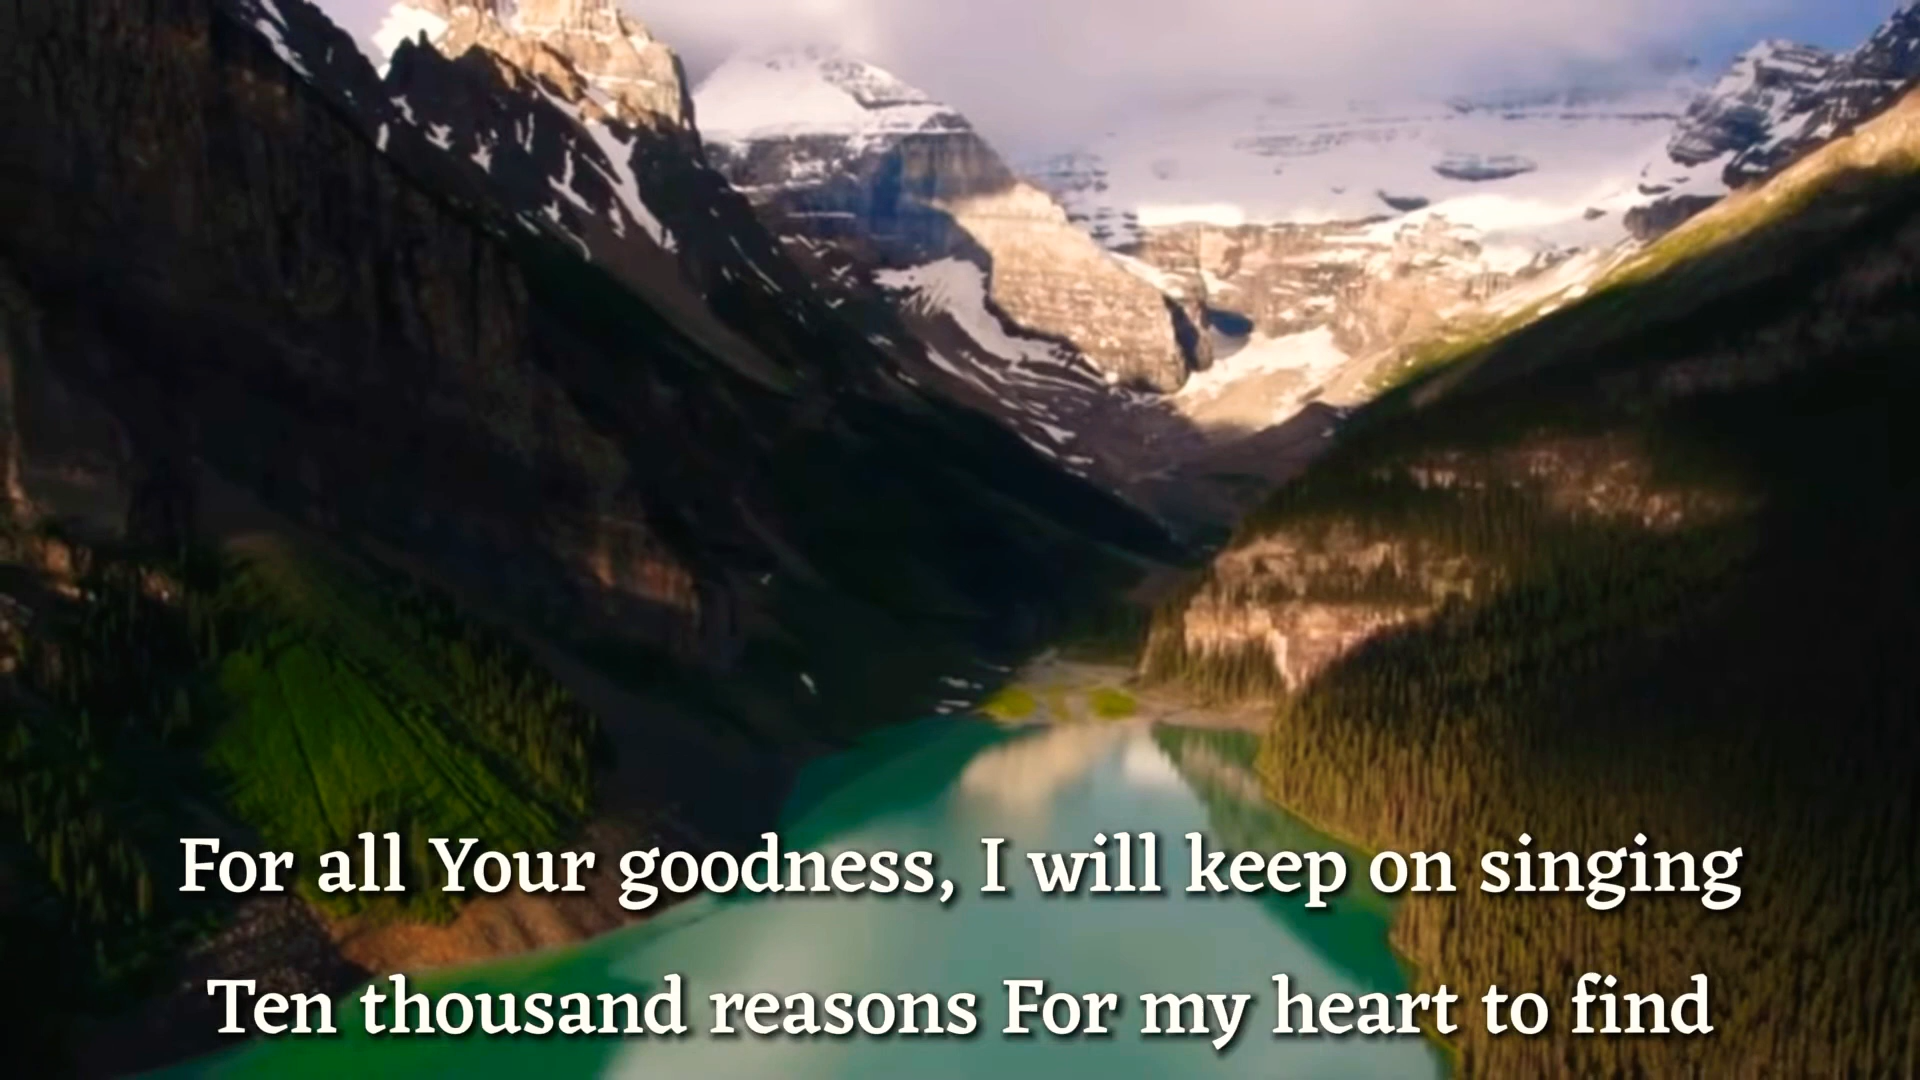 For all Your goodness, I will keep on singing
Ten thousand reasons For my heart to find